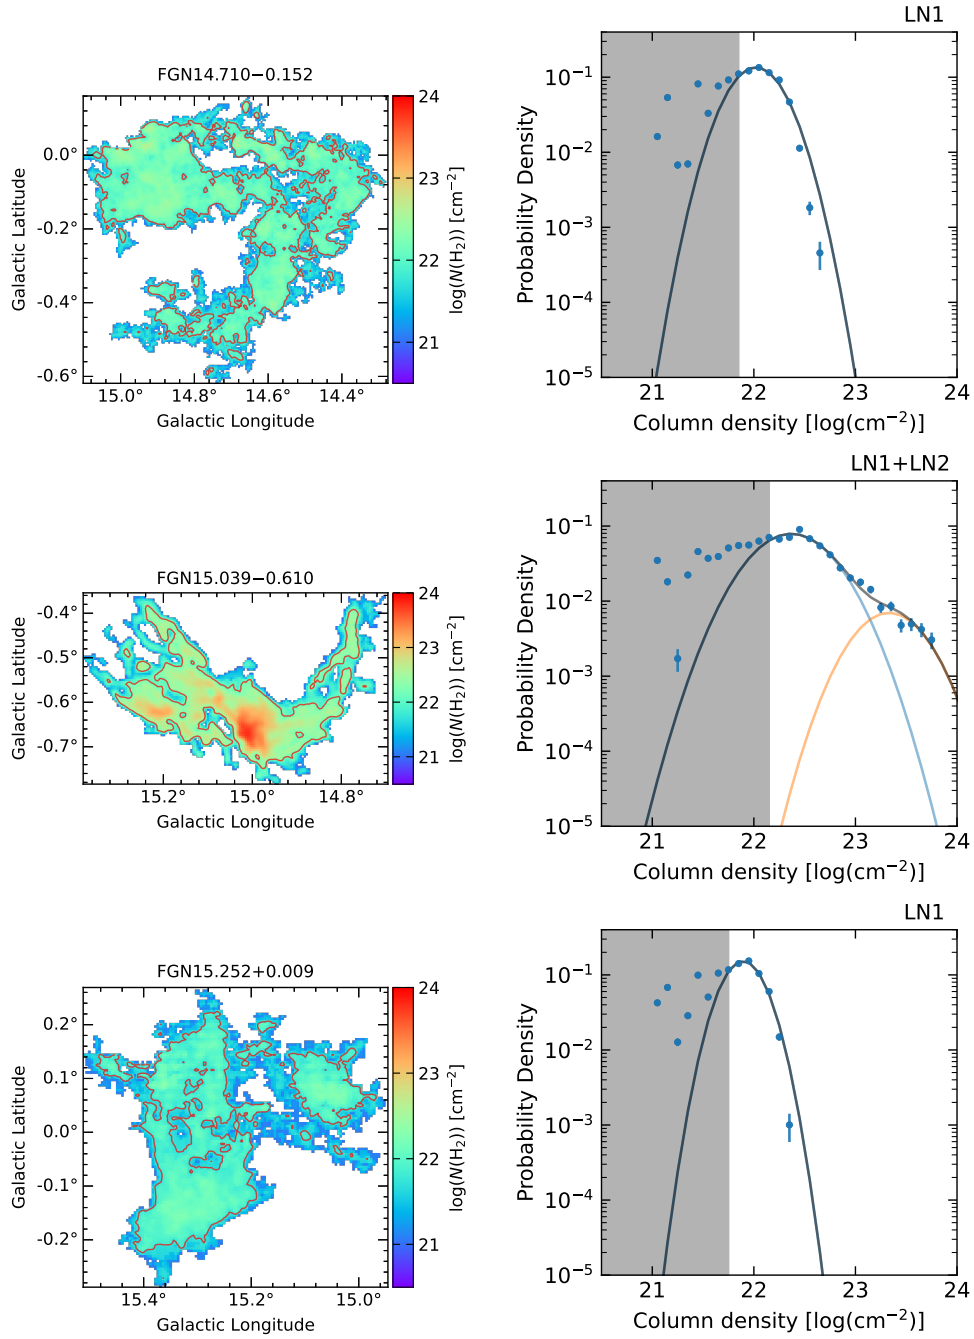 LN1
FGN14.710−0.152
0.0°
-0.2°
-0.4°
-0.6°
Galactic Latitude
15.0° 14.8° 14.6° 14.4°
Galactic Longitude
24
23
22
21
log(N(H₂)) [cm⁻²]
10⁻¹
10⁻²
10⁻³
10⁻⁴
10⁻⁵
Probability Density
21 22 23 24
Column density [log(cm⁻²)]
LN1+LN2
FGN15.039−0.610
-0.4°
-0.5°
-0.6°
-0.7°
Galactic Latitude
15.2° 15.0° 14.8°
Galactic Longitude
24
23
22
21
log(N(H₂)) [cm⁻²]
10⁻¹
10⁻²
10⁻³
10⁻⁴
10⁻⁵
Probability Density
21 22 23 24
Column density [log(cm⁻²)]
LN1
FGN15.252+0.009
0.2°
0.1°
0.0°
-0.1°
-0.2°
Galactic Latitude
15.4° 15.2° 15.0°
Galactic Longitude
24
23
22
21
log(N(H₂)) [cm⁻²]
10⁻¹
10⁻²
10⁻³
10⁻⁴
10⁻⁵
Probability Density
21 22 23 24
Column density [log(cm⁻²)]